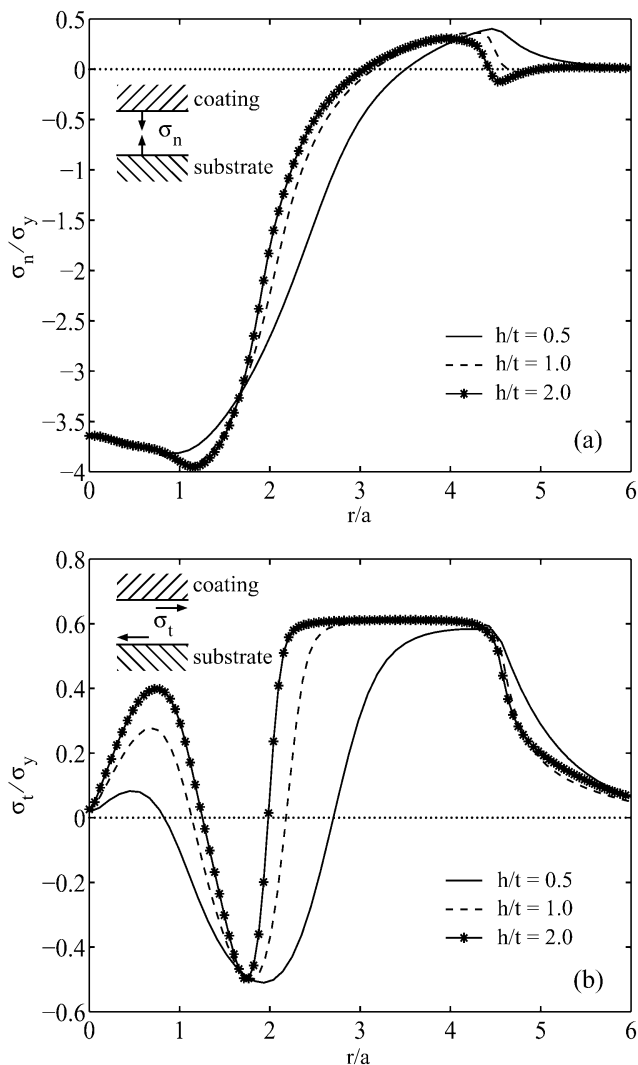 0.5
0
−0.5
−1
−1.5
−2
−2.5
−3
−3.5
−4
σn/σy
coating
σn
substrate
h/t = 0.5
h/t = 1.0
h/t = 2.0
(a)
0 1 2 3 4 5 6
r/a
0.8
0.6
0.4
0.2
0
−0.2
−0.4
−0.6
σt/σy
coating
σt
substrate
h/t = 0.5
h/t = 1.0
h/t = 2.0
(b)
0 1 2 3 4 5 6
r/a